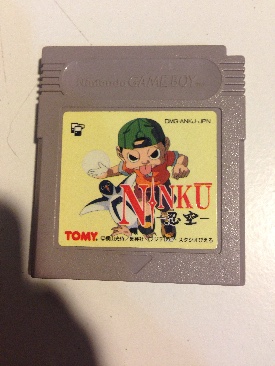 Nintendo GAME BOY
DMG-ANKJ-JPN
NINKU
-忍空-
TOMY.